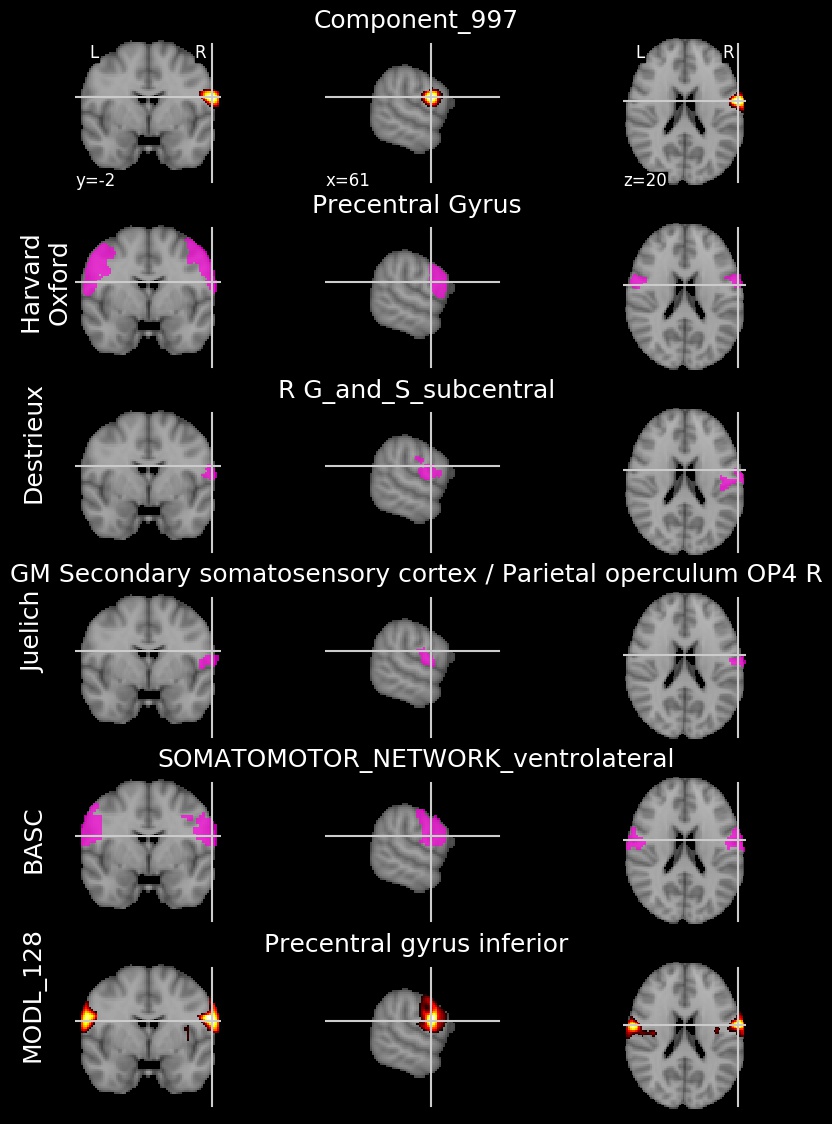 Component_997
L R
L R
y=-2
x=61
z=20
Precentral Gyrus
Harvard
Oxford
R G_and_S_subcentral
Destrieux
GM Secondary somatosensory cortex / Parietal operculum OP4 R
Juelich
SOMATOMOTOR_NETWORK_ventrolateral
BASC
Precentral gyrus inferior
MODL_128